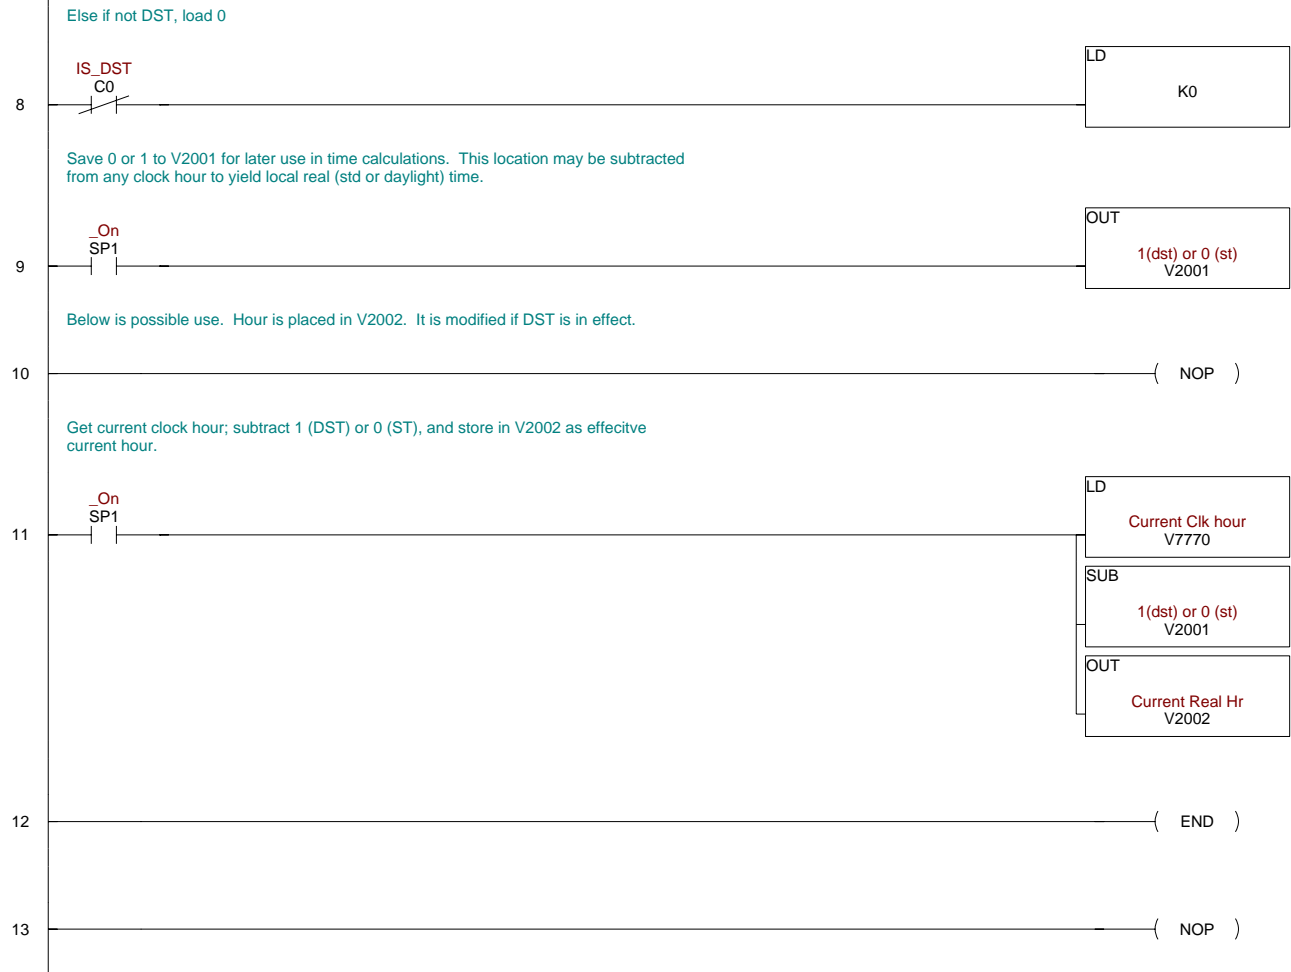 Else if not DST, load 0
IS_DST
C0
LD
K0
8
Save 0 or 1 to V2001 for later use in time calculations.  This location may be subtracted
from any clock hour to yield local real (std or daylight) time.
_On
SP1
OUT
1(dst) or 0 (st)
V2001
9
Below is possible use.  Hour is placed in V2002.  It is modified if DST is in effect.
10
NOP
Get current clock hour; subtract 1 (DST) or 0 (ST), and store in V2002 as effecitve
current hour.
_On
SP1
LD
Current Clk hour
V7770
11
SUB
1(dst) or 0 (st)
V2001
OUT
Current Real Hr
V2002
12
END
13
NOP